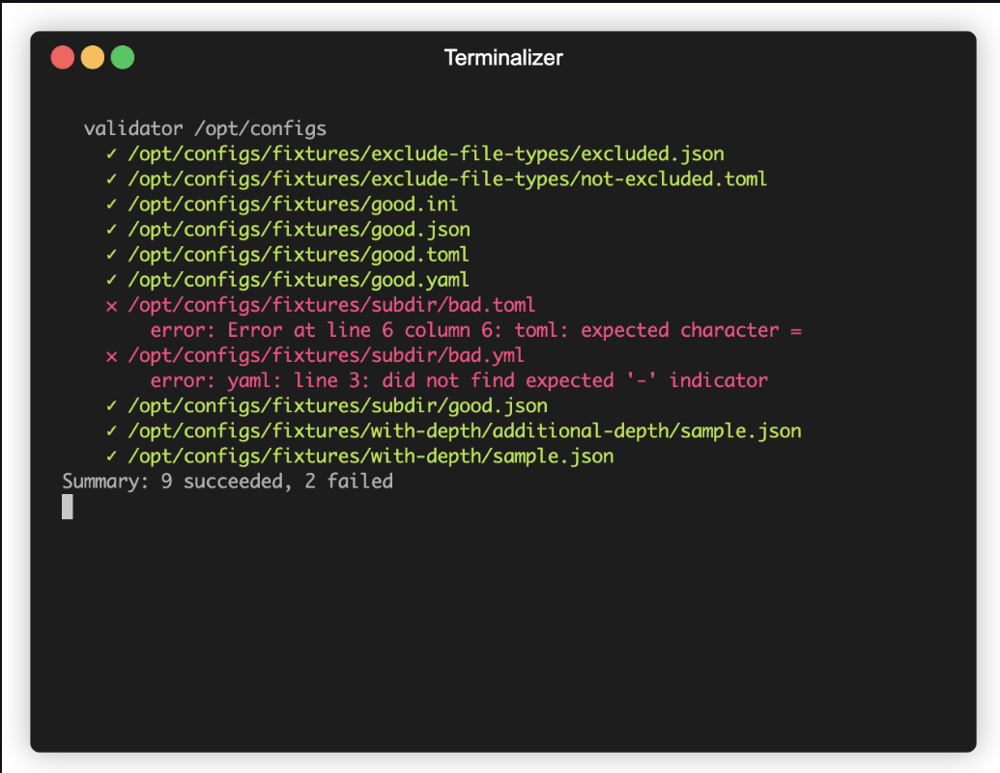 Terminalizer
validator /opt/configs
✓ /opt/configs/fixtures/exclude-file-types/excluded.json
✓ /opt/configs/fixtures/exclude-file-types/not-excluded.toml
✓ /opt/configs/fixtures/good.ini
✓ /opt/configs/fixtures/good.json
✓ /opt/configs/fixtures/good.toml
✓ /opt/configs/fixtures/good.yaml
× /opt/configs/fixtures/subdir/bad.toml
error: Error at line 6 column 6: toml: expected character =
× /opt/configs/fixtures/subdir/bad.yml
error: yaml: line 3: did not find expected '-' indicator
✓ /opt/configs/fixtures/subdir/good.json
✓ /opt/configs/fixtures/with-depth/additional-depth/sample.json
✓ /opt/configs/fixtures/with-depth/sample.json
Summary: 9 succeeded, 2 failed